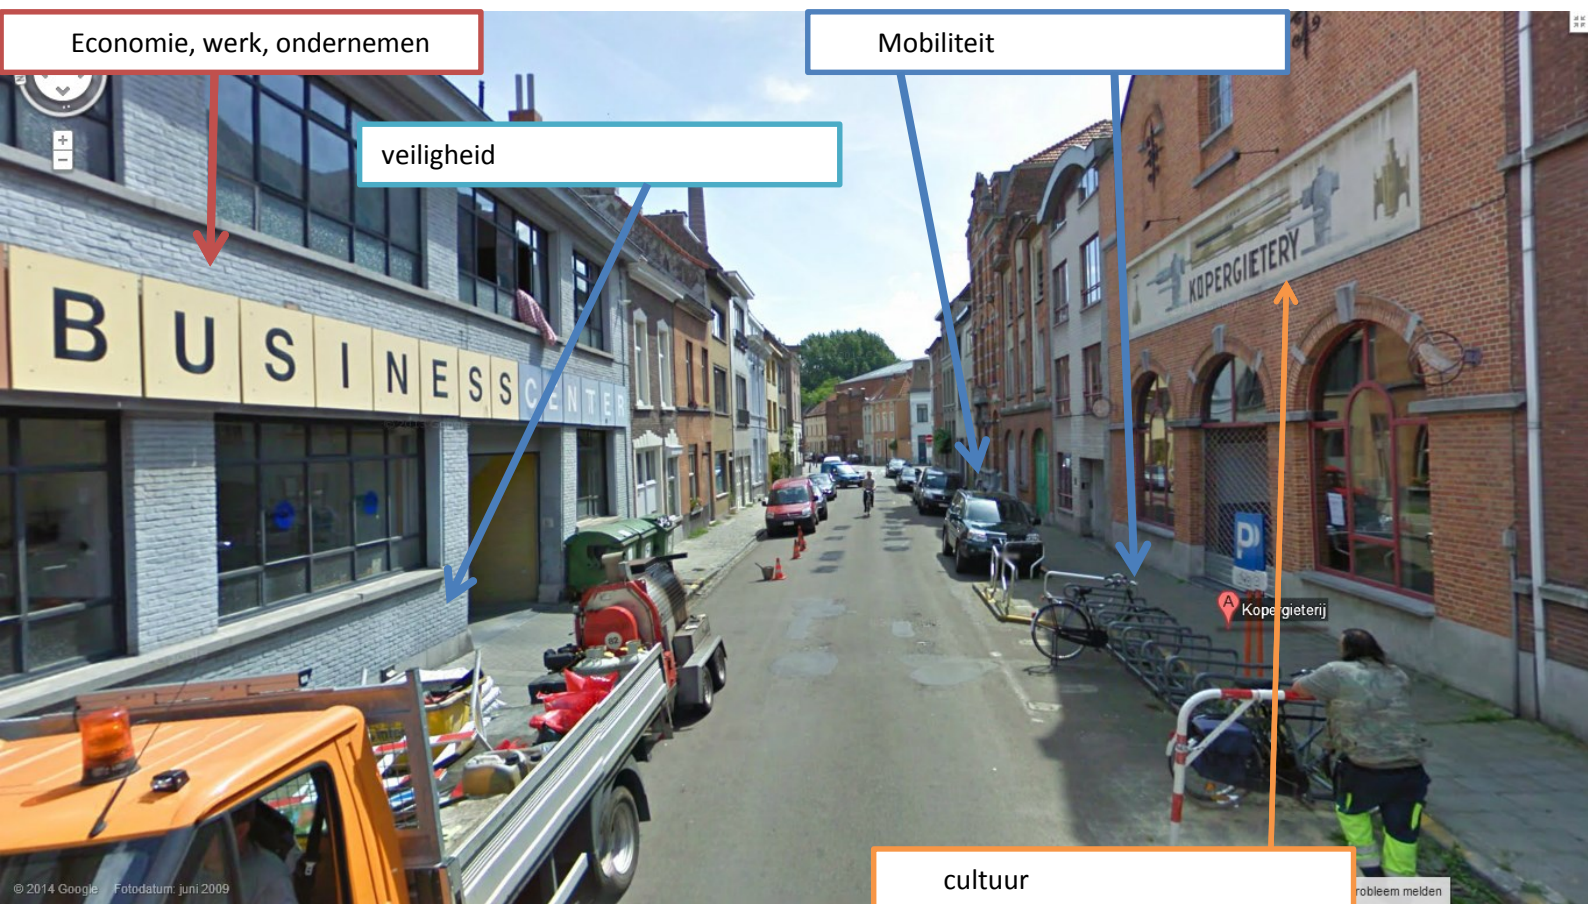 Economie, werk, ondernemen
Mobiliteit
veiligheid
BUSINESS CENTER
KOPERGIETERY
P
A
Kopergieterij
cultuur
© 2014 Google Fotodatum: juni 2009
robleem melden